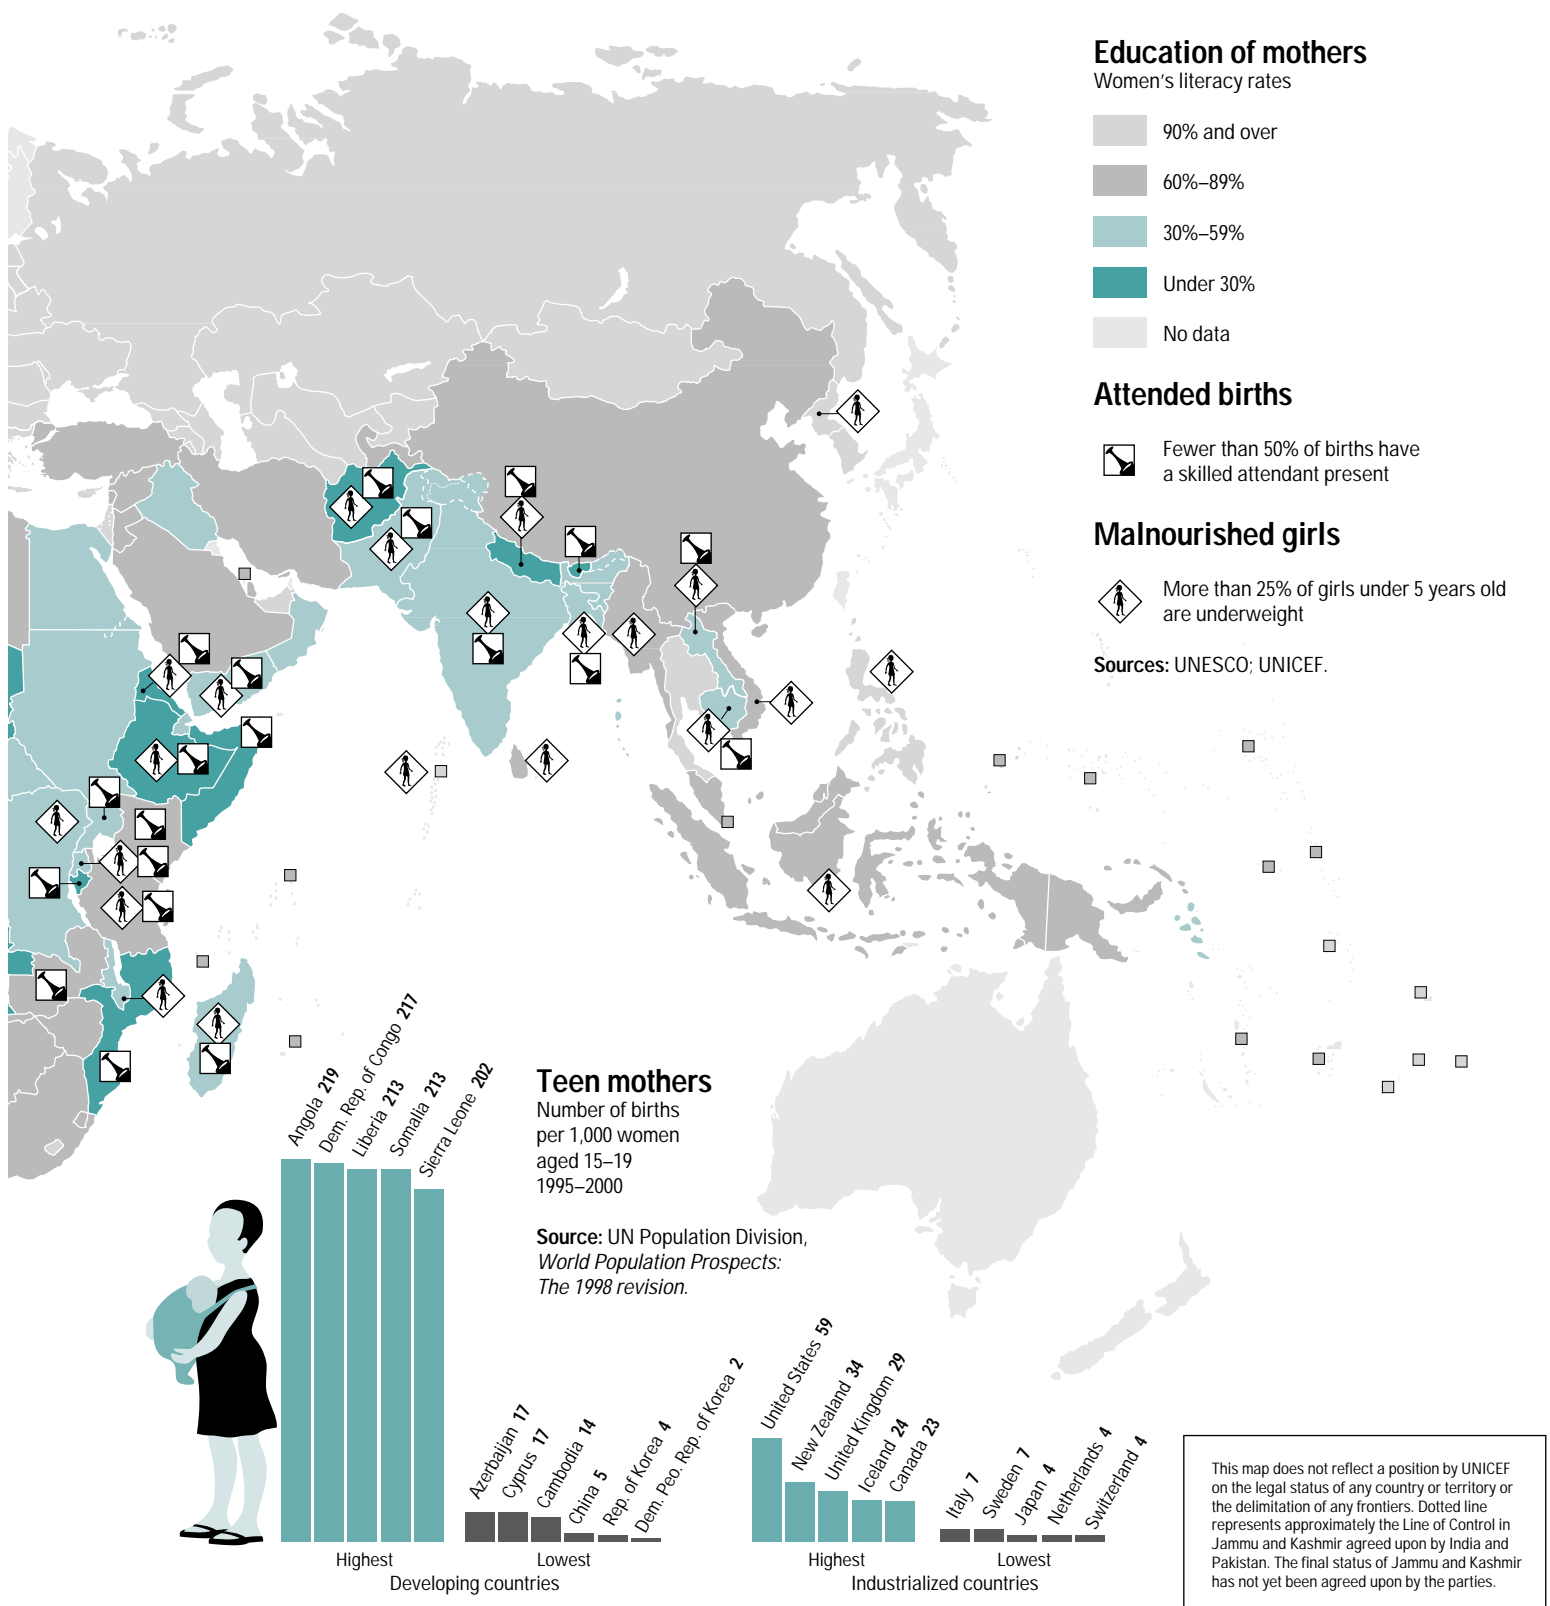 Education of mothers
Women's literacy rates
90% and over
60%–89%
30%–59%
Under 30%
No data
Attended births
Fewer than 50% of births have
a skilled attendant present
Malnourished girls
More than 25% of girls under 5 years old
are underweight
Sources: UNESCO; UNICEF.
Teen mothers
Number of births
per 1,000 women
aged 15–19
1995–2000
Source: UN Population Division,
World Population Prospects:
The 1998 revision.
Angola 219
Dem. Rep. of Congo 217
Liberia 213
Somalia 213
Sierra Leone 202
Azerbaijan 17
Cyprus 17
Cambodia 14
China 5
Rep. of Korea 4
Dem. Peo. Rep. of Korea 2
Highest
Lowest
Developing countries
United States 59
New Zealand 34
United Kingdom 29
Iceland 24
Canada 23
Italy 7
Sweden 7
Japan 4
Netherlands 4
Switzerland 4
Highest
Lowest
Industrialized countries
This map does not reflect a position by UNICEF
on the legal status of any country or territory or
the delimitation of any frontiers. Dotted line
represents approximately the Line of Control in
Jammu and Kashmir agreed upon by India and
Pakistan. The final status of Jammu and Kashmir
has not yet been agreed upon by the parties.